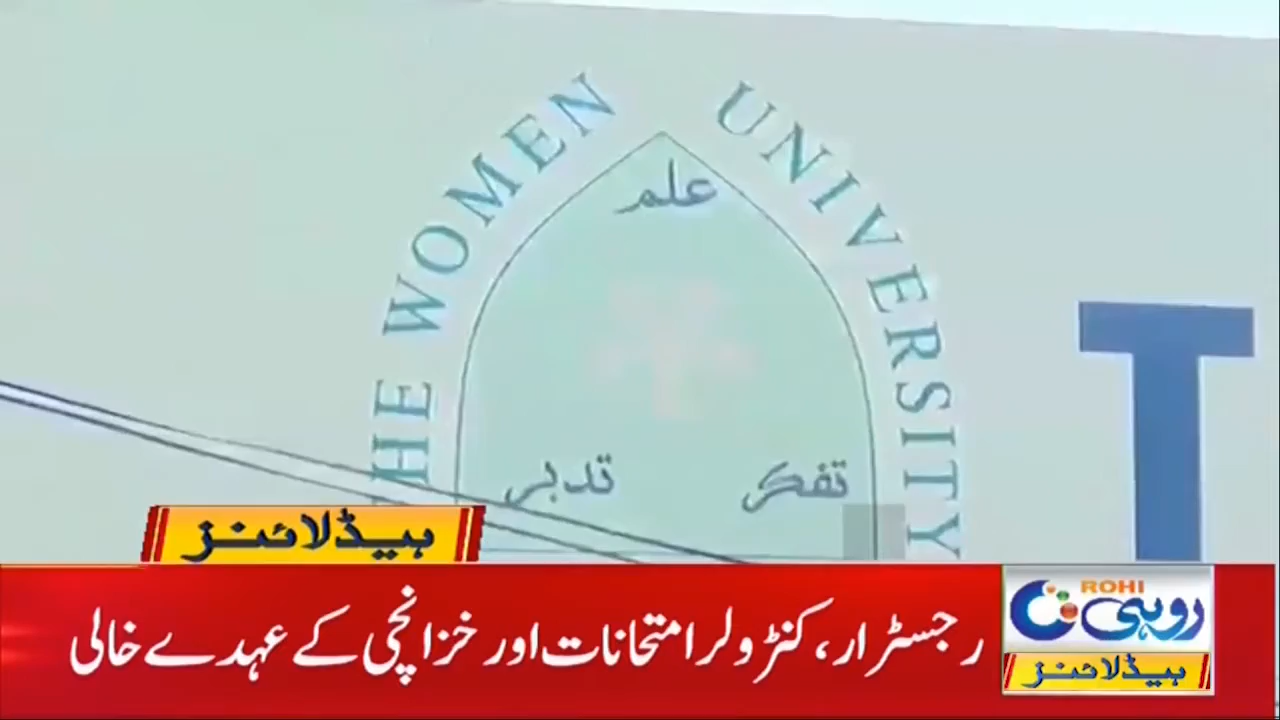 THE WOMEN UNIVERSITY
علم
تفکر
تدبر
T
ہیڈلائنز
رجسٹرار، کنٹرولر امتحانات اور خزانچی کے عہدے خالی
ROHI
روہی
ہیڈلائنز